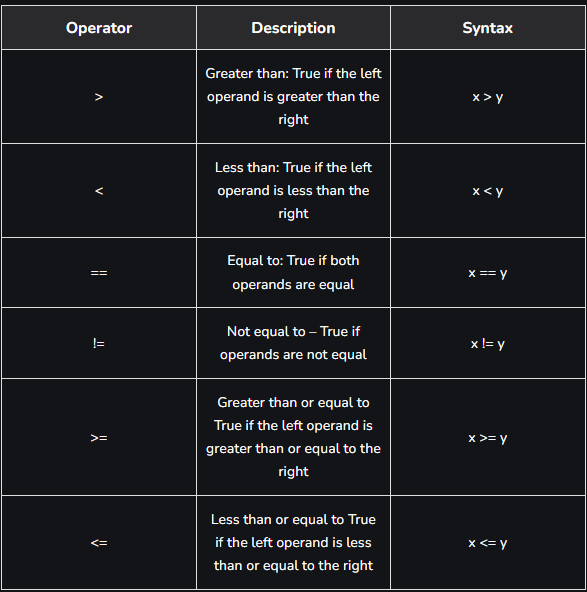 Operator Description Syntax
> Greater than: True if the left
operand is greater than the
right x > y
< Less than: True if the left
operand is less than the
right x < y
== Equal to: True if both
operands are equal x == y
!= Not equal to – True if
operands are not equal x != y
>= Greater than or equal to
True if the left operand is
greater than or equal to the
right x >= y
<= Less than or equal to True
if the left operand is less
than or equal to the right x <= y